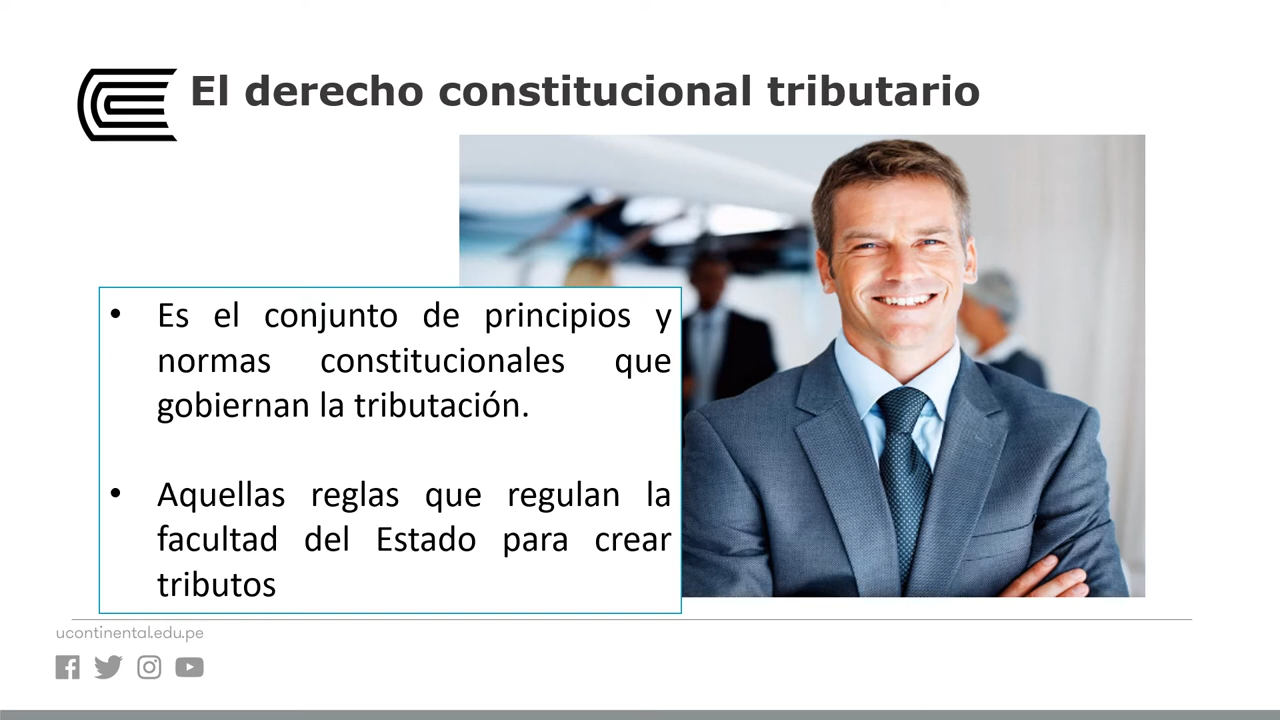 El derecho constitucional tributario
• Es el conjunto de principios y
normas constitucionales que
gobiernan la tributación.
• Aquellas reglas que regulan la
facultad del Estado para crear
tributos
ucontinental.edu.pe